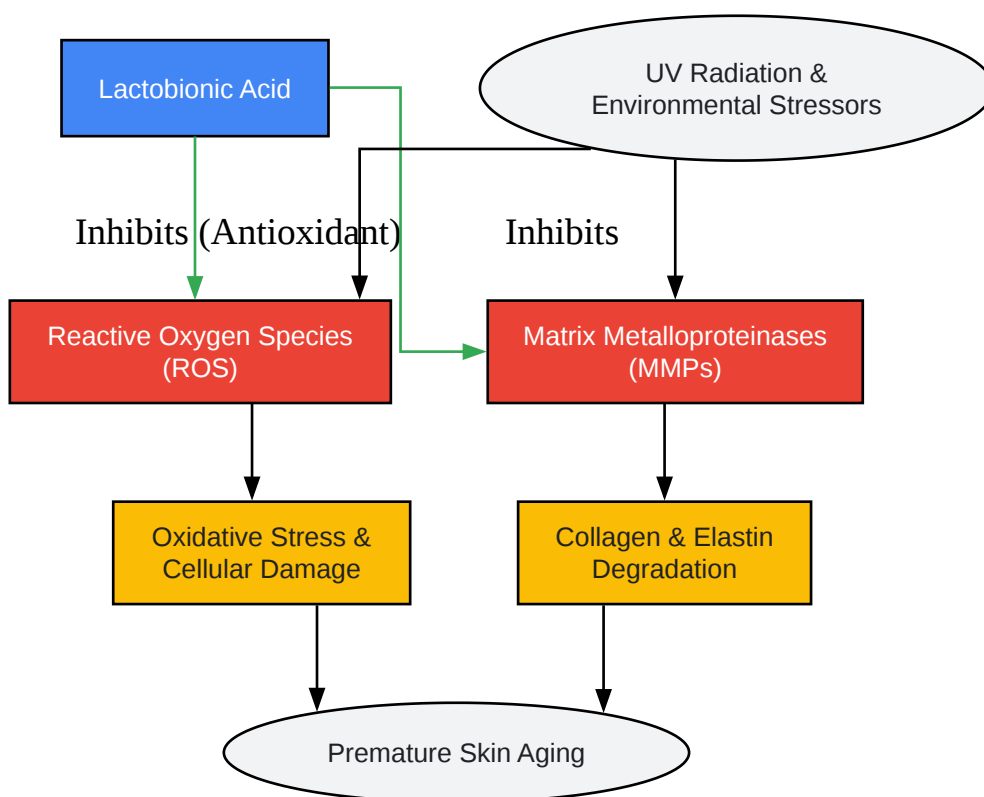 Lactobionic Acid
UV Radiation &
Environmental Stressors
Inhibits (Antioxidant)
Inhibits
Reactive Oxygen Species
(ROS)
Matrix Metalloproteinases
(MMPs)
Oxidative Stress &
Cellular Damage
Collagen & Elastin
Degradation
Premature Skin Aging